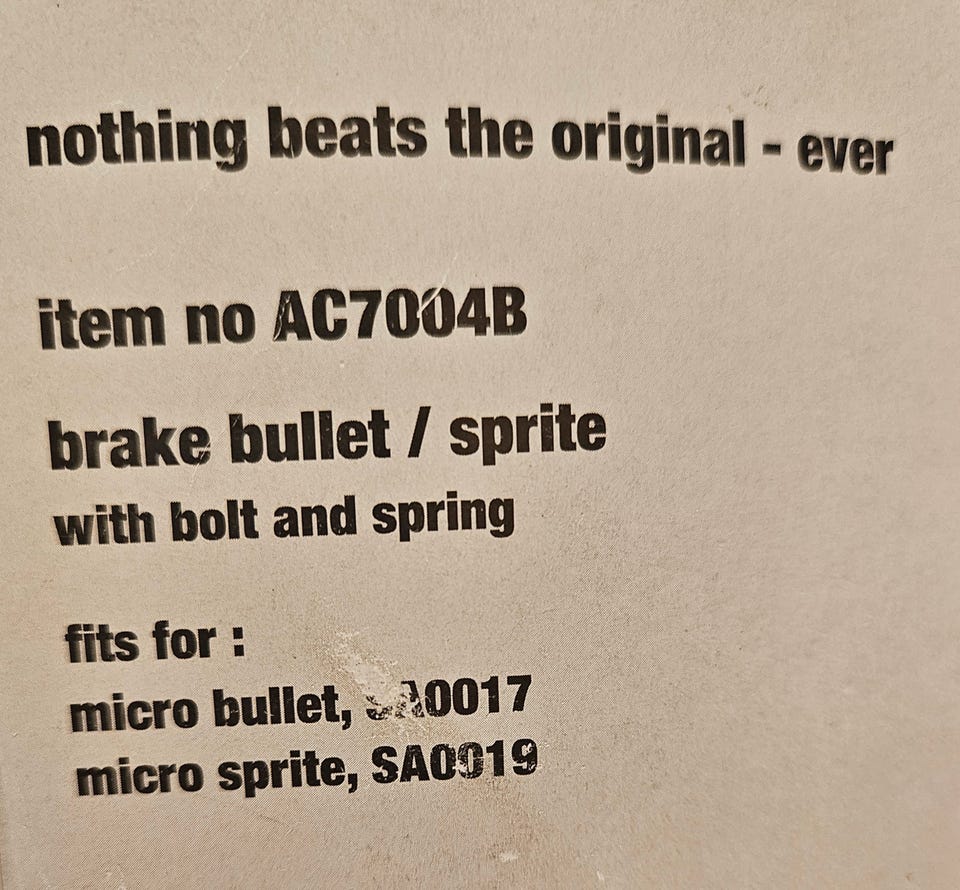 nothing beats the original - ever
item no AC7004B
brake bullet / sprite
with bolt and spring
fits for :
micro bullet, SA0017
micro sprite, SA0019